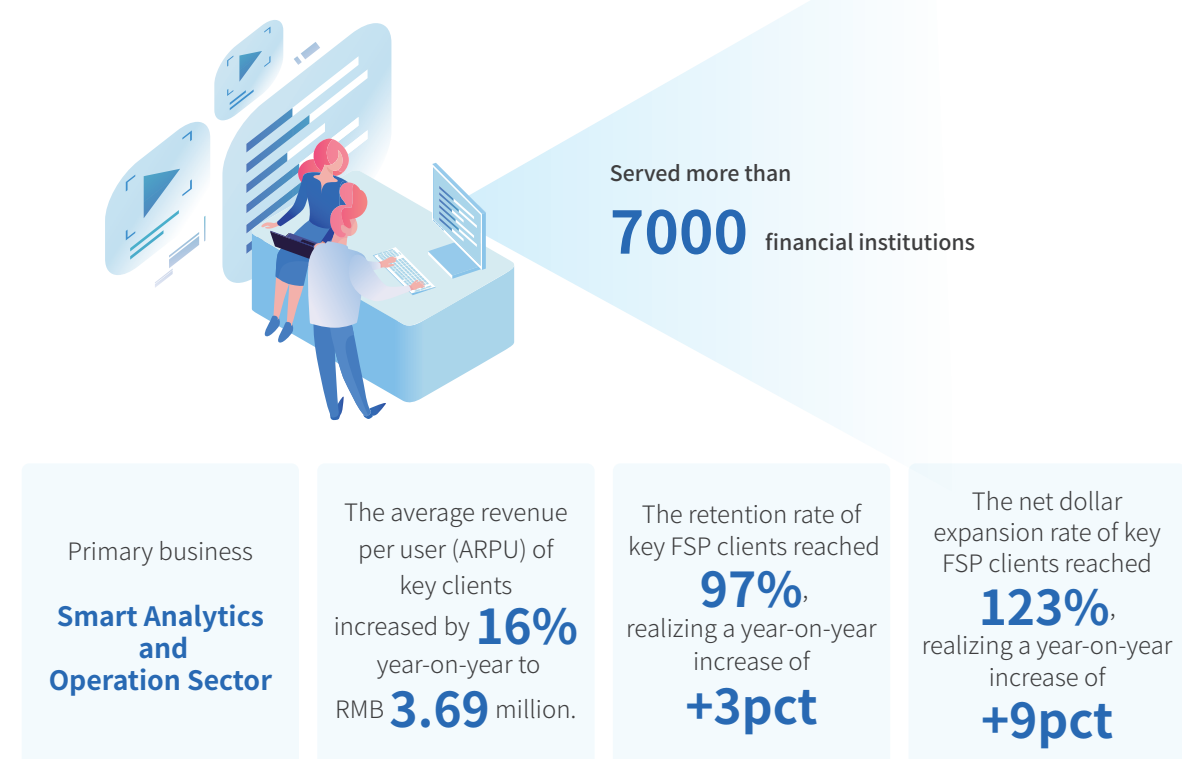 Served more than
7000 financial institutions
Primary business
Smart Analytics
and
Operation Sector
The average revenue
per user (ARPU) of
key clients
increased by 16%
year-on-year to
RMB 3.69 million.
The retention rate of
key FSP clients reached
97%,
realizing a year-on-year
increase of
+3pct
The net dollar
expansion rate of key
FSP clients reached
123%,
realizing a year-on-year
increase of
+9pct